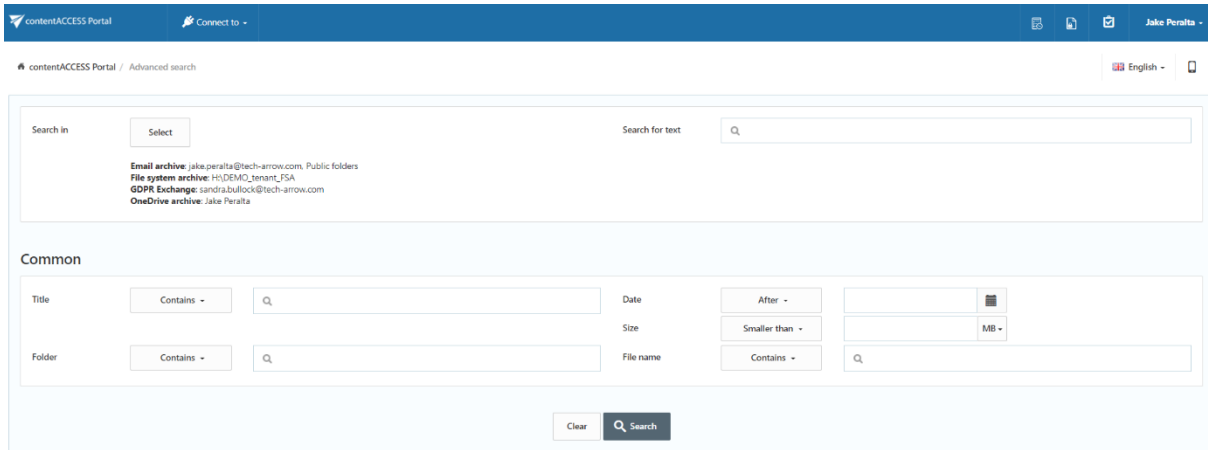 contentACCESS Portal Connect to Jake Peralta
contentACCESS Portal / Advanced search English
Search in Select Search for text
Email archive: jake.peralta@tech-arrow.com, Public folders
File system archive: H:\DEMO_tenant_FSA
GDPR Exchange: sandra.bullock@tech-arrow.com
OneDrive archive: Jake Peralta
Common
Title Contains Date After
Size Smaller than MB
Folder Contains File name Contains
Clear Search